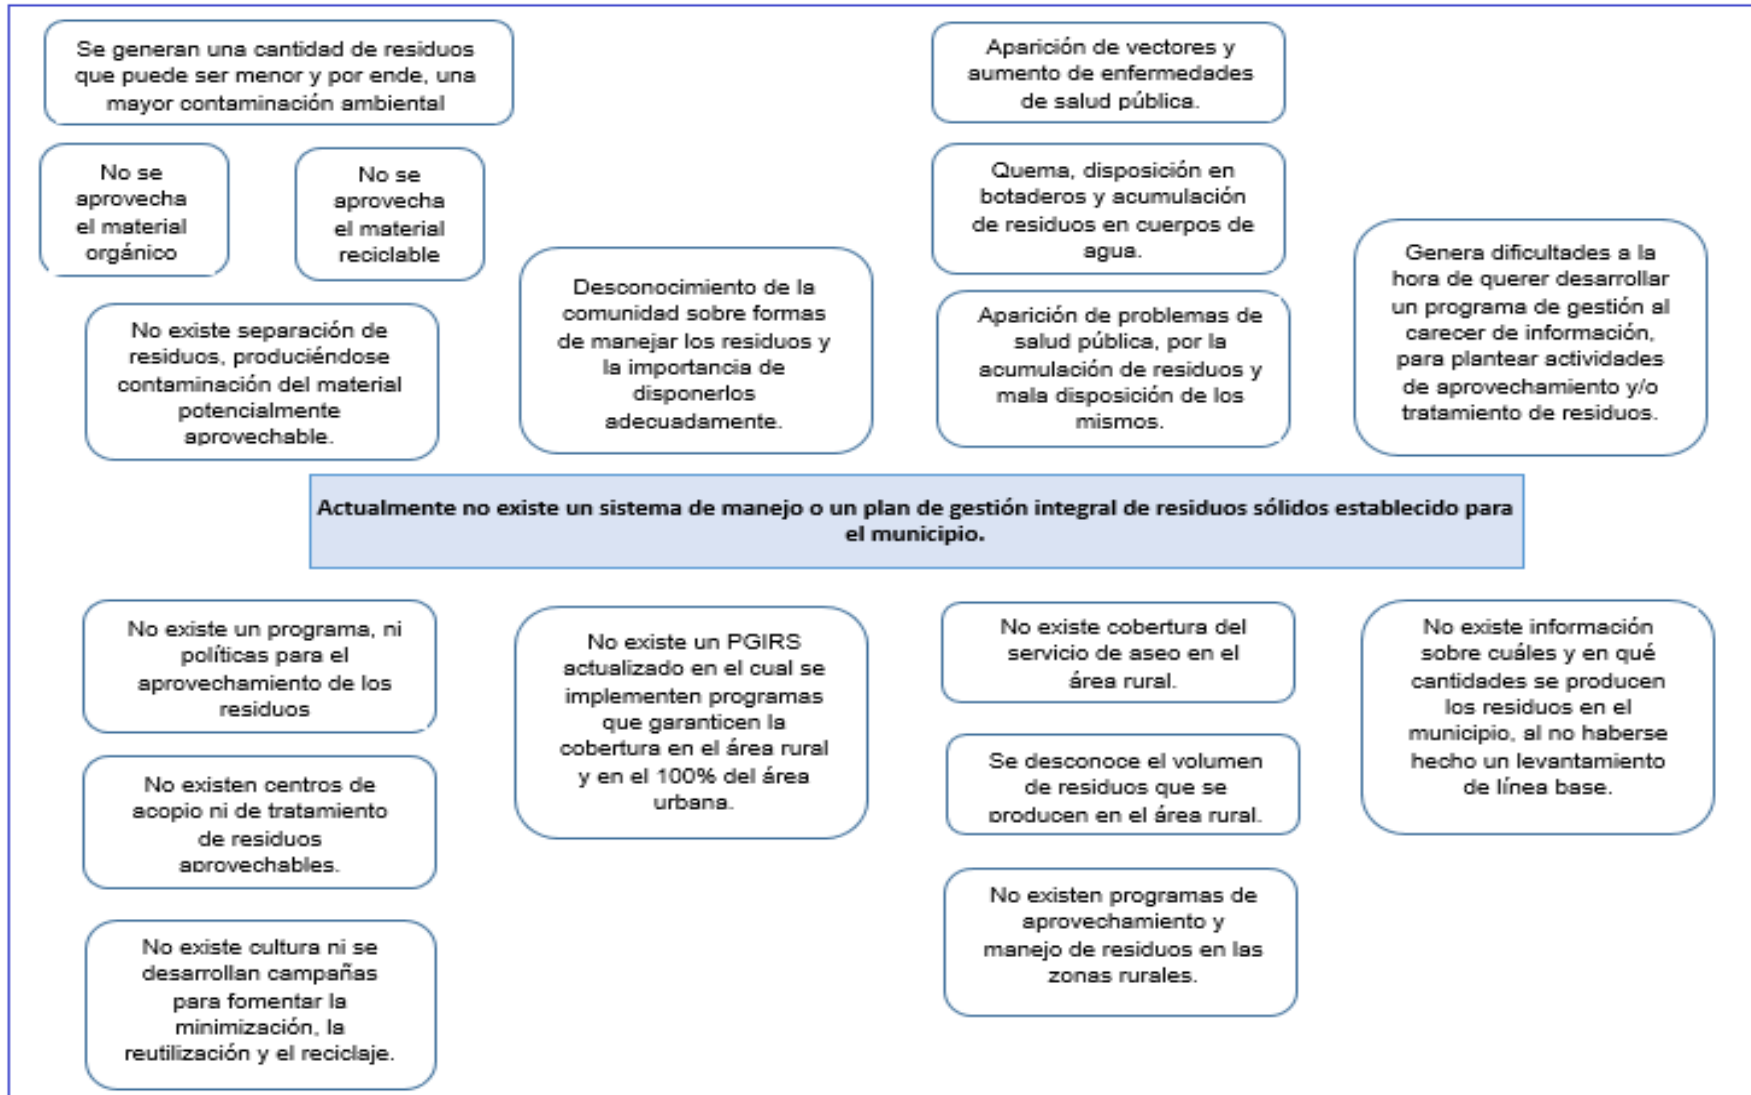 Se generan una cantidad de residuos
que puede ser menor y por ende, una
mayor contaminación ambiental
No se
aprovecha
el material
orgánico
No se
aprovecha
el material
reciclable
No existe separación de
residuos, produciéndose
contaminación del material
potencialmente
aprovechable.
Desconocimiento de la
comunidad sobre formas
de manejar los residuos y
la importancia de
disponerlos
adecuadamente.
Aparición de vectores y
aumento de enfermedades
de salud pública.
Quema, disposición en
botaderos y acumulación
de residuos en cuerpos de
agua.
Aparición de problemas de
salud pública, por la
acumulación de residuos y
mala disposición de los
mismos.
Genera dificultades a la
hora de querer desarrollar
un programa de gestión al
carecer de información,
para plantear actividades
de aprovechamiento y/o
tratamiento de residuos.
Actualmente no existe un sistema de manejo o un plan de gestión integral de residuos sólidos establecido para
el municipio.
No existe un programa, ni
políticas para el
aprovechamiento de los
residuos
No existen centros de
acopio ni de tratamiento
de residuos
aprovechables.
No existe cultura ni se
desarrollan campañas
para fomentar la
minimización, la
reutilización y el reciclaje.
No existe un PGIRS
actualizado en el cual se
implementen programas
que garanticen la
cobertura en el área rural
y en el 100% del área
urbana.
No existe cobertura del
servicio de aseo en el
área rural.
Se desconoce el volumen
de residuos que se
producen en el área rural.
No existen programas de
aprovechamiento y
manejo de residuos en las
zonas rurales.
No existe información
sobre cuáles y en qué
cantidades se producen
los residuos en el
municipio, al no haberse
hecho un levantamiento
de línea base.